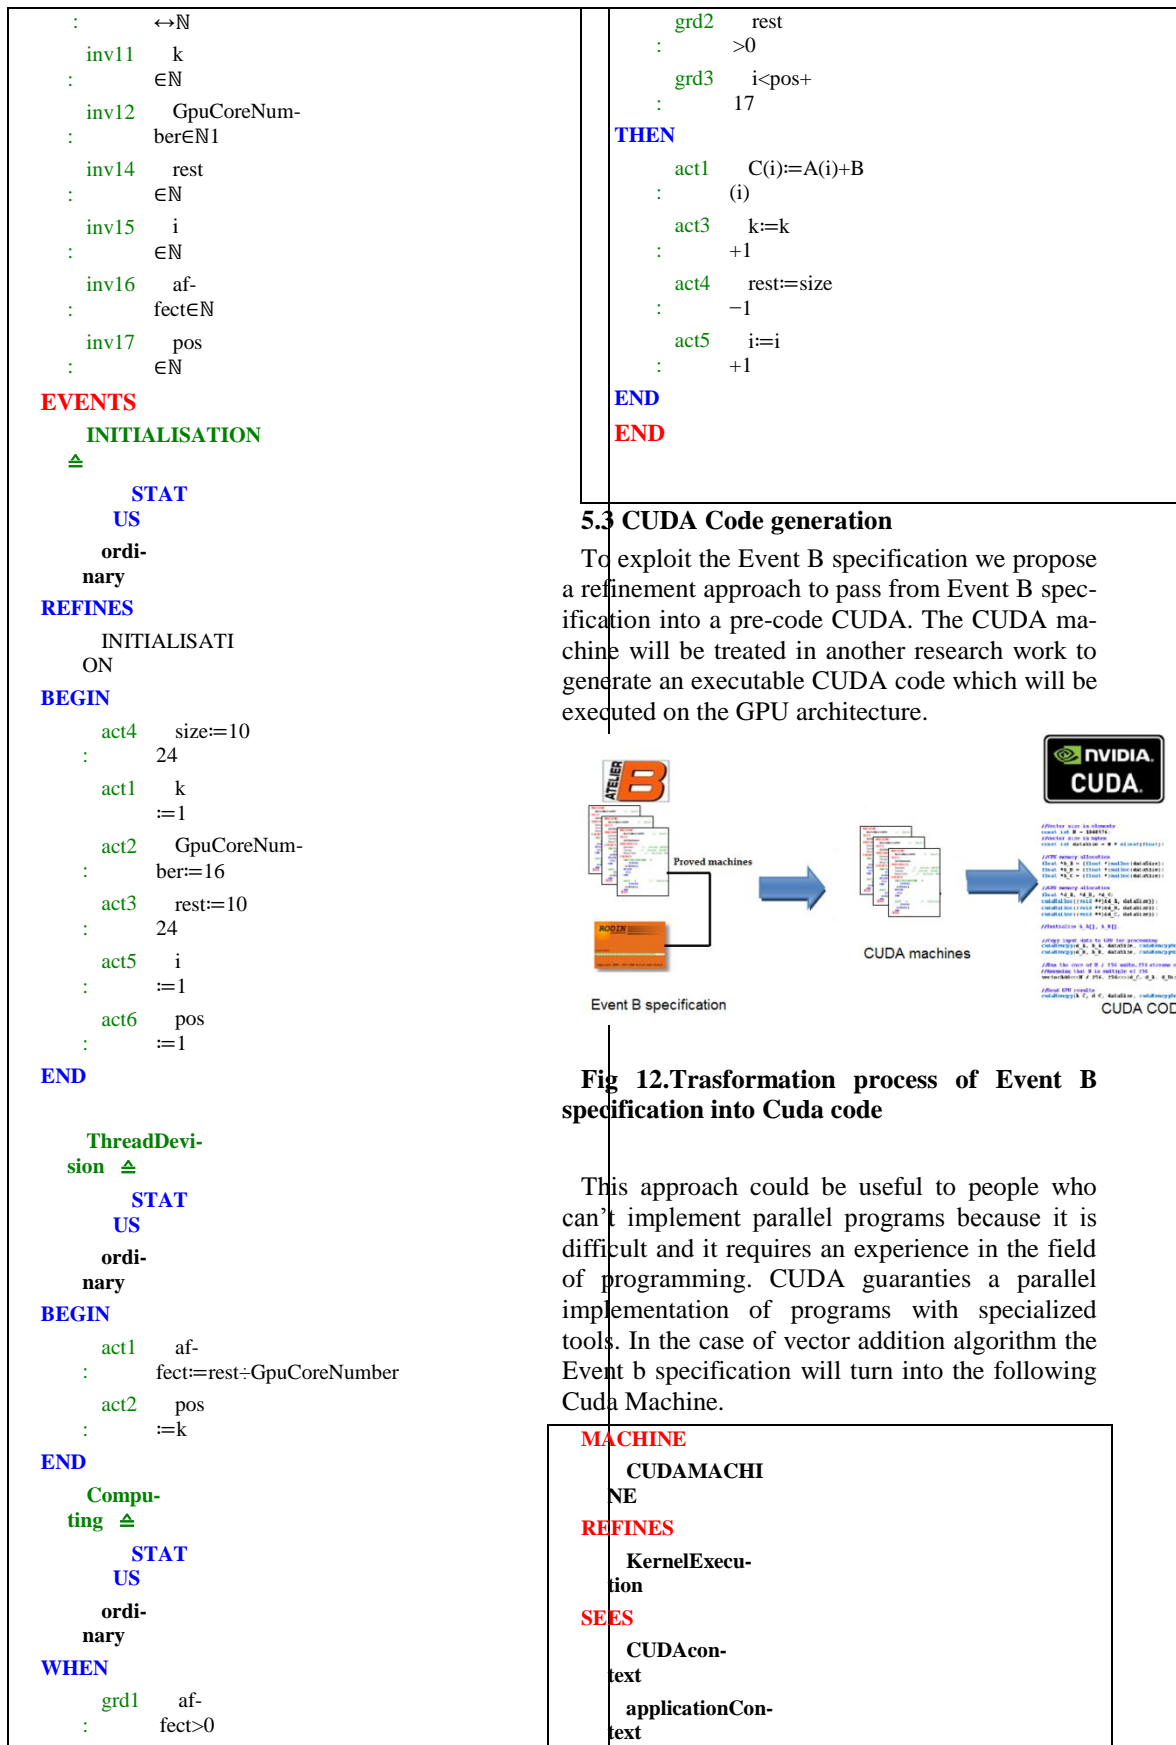 : ↔ℕ
inv11 k
: ∈ℕ
inv12 GpuCoreNum-
: ber∈ℕ1
inv14 rest
: ∈ℕ
inv15 i
: ∈ℕ
inv16 af-
: fect∈ℕ
inv17 pos
: ∈ℕ
EVENTS
INITIALISATION
≙
STAT
US
ordi-
nary
REFINES
INITIALISATI
ON
BEGIN
act4 size≔10
: 24
act1 k
: ≔1
act2 GpuCoreNum-
: ber≔16
act3 rest≔10
: 24
act5 i
: ≔1
act6 pos
: ≔1
END
ThreadDevi-
sion ≙
STAT
US
ordi-
nary
BEGIN
act1 af-
: fect≔rest÷GpuCoreNumber
act2 pos
: ≔k
END
Compu-
ting ≙
STAT
US
ordi-
nary
WHEN
grd1 af-
: fect>0
grd2 rest
: >0
grd3 i<pos+
: 17
THEN
act1 C(i)≔A(i)+B
: (i)
act3 k≔k
: +1
act4 rest≔size
: −1
act5 i≔i
: +1
END
END
5.3 CUDA Code generation
To exploit the Event B specification we propose
a refinement approach to pass from Event B spec-
ification into a pre-code CUDA. The CUDA ma-
chine will be treated in another research work to
generate an executable CUDA code which will be
executed on the GPU architecture.
ATELIER B
Proved machines
RODIN
Event B specification
CUDA machines
NVIDIA.
CUDA.
CUDA COD
Fig 12.Trasformation process of Event B
specification into Cuda code
This approach could be useful to people who
can't implement parallel programs because it is
difficult and it requires an experience in the field
of programming. CUDA guaranties a parallel
implementation of programs with specialized
tools. In the case of vector addition algorithm the
Event b specification will turn into the following
Cuda Machine.
MACHINE
CUDAMACHI
NE
REFINES
KernelExecu-
tion
SEES
CUDAcon-
text
applicationCon-
text